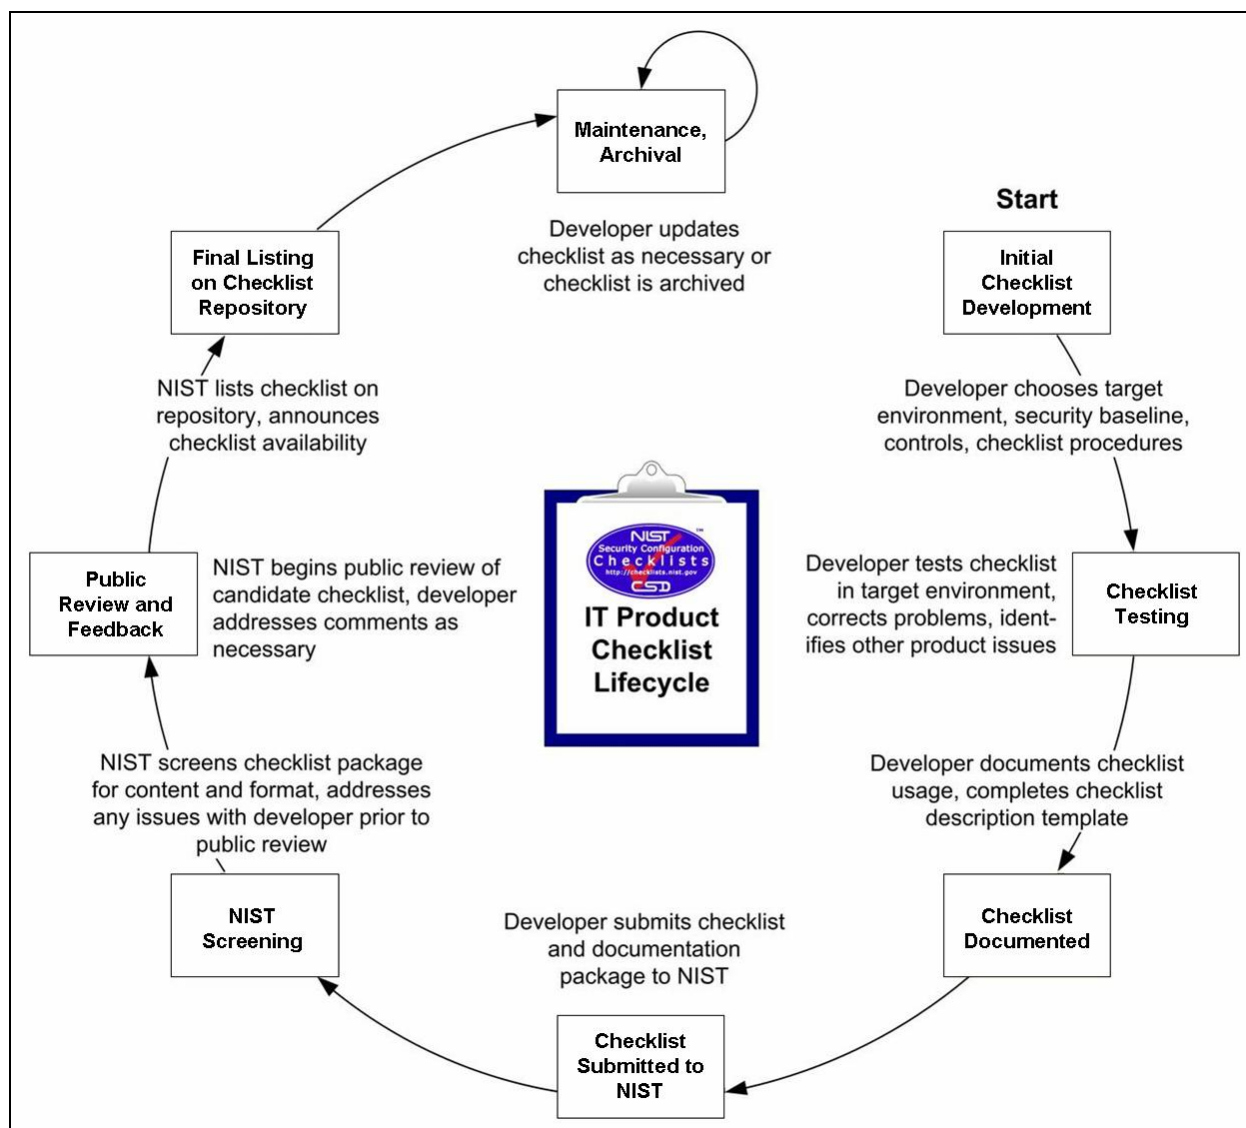 Start
Initial
Checklist
Development
Developer chooses target
environment, security baseline,
controls, checklist procedures
Checklist
Testing
Developer tests checklist
in target environment,
corrects problems, ident-
ifies other product issues
Developer documents checklist
usage, completes checklist
description template
Checklist
Documented
Developer submits checklist
and documentation
package to NIST
Checklist
Submitted to
NIST
NIST
Screening
NIST screens checklist package
for content and format, addresses
any issues with developer prior to
public review
Public
Review and
Feedback
NIST begins public review of
candidate checklist, developer
addresses comments as
necessary
NIST lists checklist on
repository, announces
checklist availability
Final Listing
on Checklist
Repository
Maintenance,
Archival
Developer updates
checklist as necessary or
checklist is archived
NIST ™
Security Configuration
Checklists
http://checklists.nist.gov
CSD
IT Product
Checklist
Lifecycle